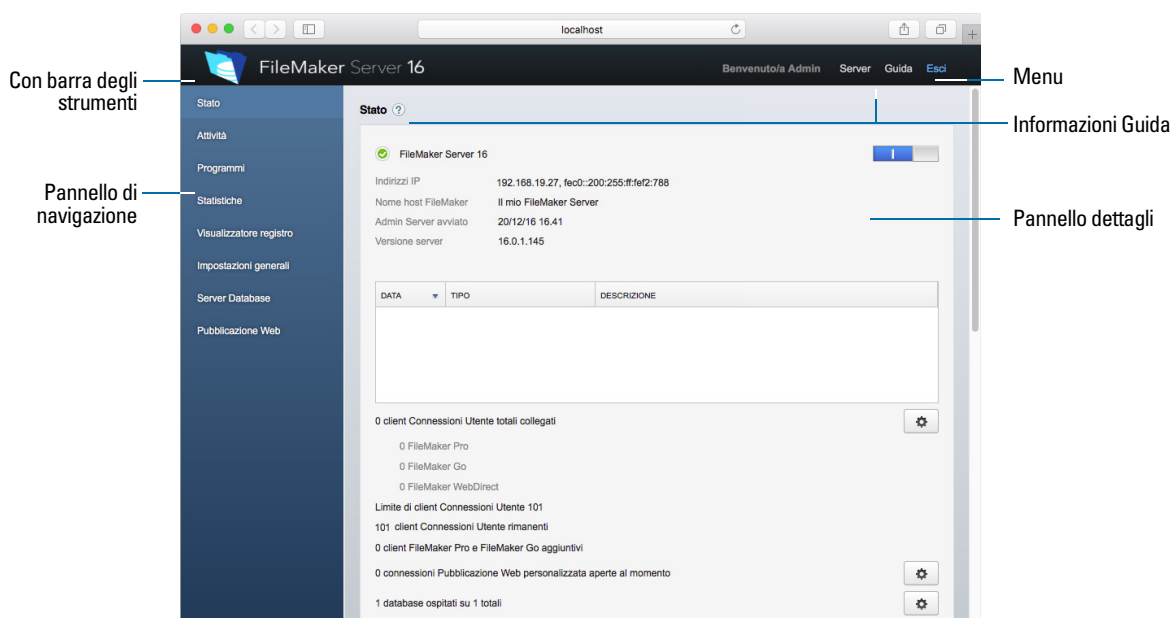 localhost
FileMaker Server 16
Benvenuto/a Admin Server Guida Esci
Con barra degli
strumenti
Menu
Stato
Stato ?
Informazioni Guida
Attività
FileMaker Server 16
Programmi
Indirizzi IP 192.168.19.27, fec0::200:255:ff:fef2:788
Pannello di
navigazione
Statistiche
Nome host FileMaker Il mio FileMaker Server
Admin Server avviato 20/12/16 16.41
Pannello dettagli
Visualizzatore registro
Versione server 16.0.1.145
Impostazioni generali
Server Database
DATA TIPO DESCRIZIONE
Pubblicazione Web
0 client Connessioni Utente totali collegati
0 FileMaker Pro
0 FileMaker Go
0 FileMaker WebDirect
Limite di client Connessioni Utente 101
101 client Connessioni Utente rimanenti
0 client FileMaker Pro e FileMaker Go aggiuntivi
0 connessioni Pubblicazione Web personalizzata aperte al momento
1 database ospitati su 1 totali